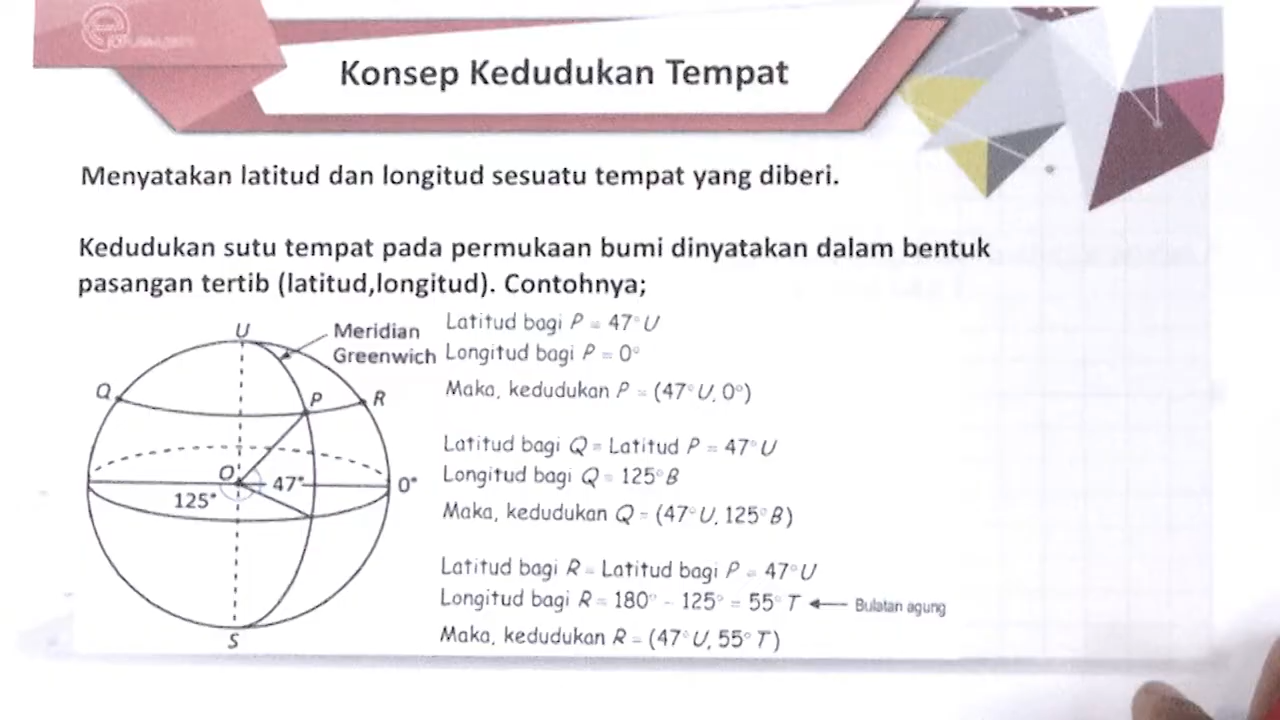 Konsep Kedudukan Tempat
Menyatakan latitud dan longitud sesuatu tempat yang diberi.
Kedudukan sutu tempat pada permukaan bumi dinyatakan dalam bentuk
pasangan tertib (latitud,longitud). Contohnya;
U
Meridian
Greenwich
Q
P
R
O
47°
125°
0°
S
Latitud bagi P = 47°U
Longitud bagi P = 0°
Maka, kedudukan P = (47°U, 0°)
Latitud bagi Q = Latitud P = 47°U
Longitud bagi Q = 125°B
Maka, kedudukan Q = (47°U, 125°B)
Latitud bagi R = Latitud bagi P = 47°U
Longitud bagi R = 180° - 125° = 55°T
Bulatan agung
Maka, kedudukan R = (47°U, 55°T)